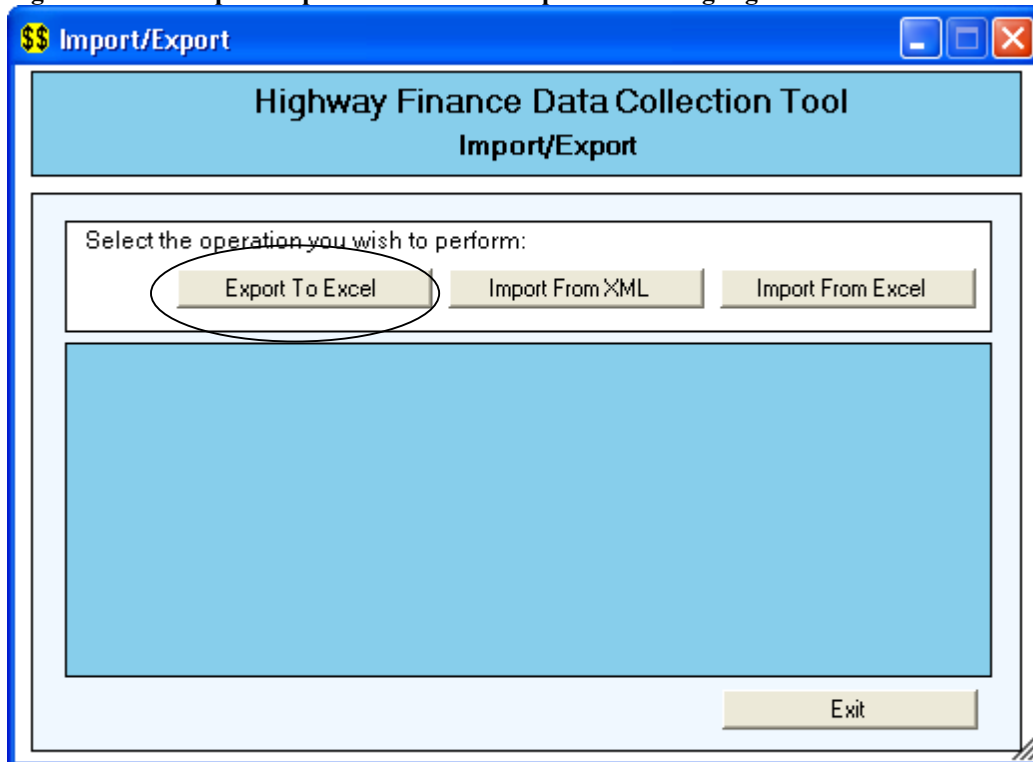 $$ Import/Export
Highway Finance Data Collection Tool
Import/Export
Select the operation you wish to perform:
Export To Excel Import From XML Import From Excel
Exit